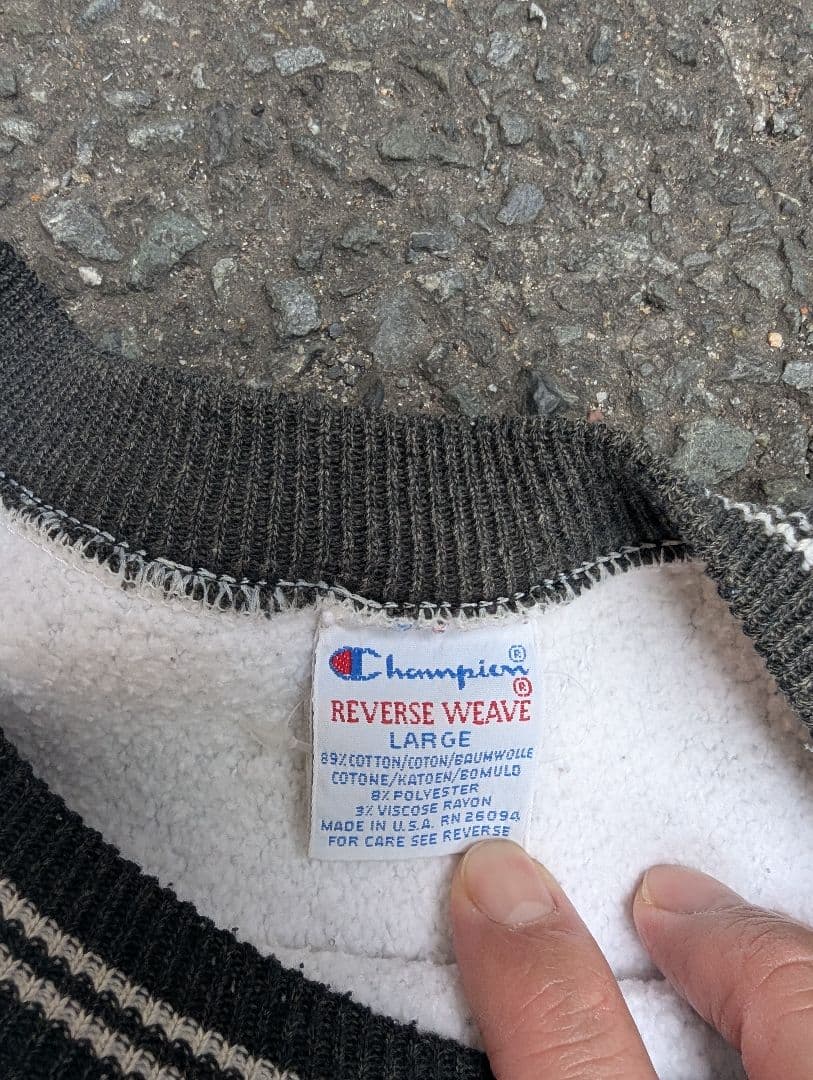 Champion®
®
REVERSE WEAVE
LARGE
89% COTTON/COTON/BAUMWOLLE
COTONE/KATOEN/BOMULD
8% POLYESTER
3% VISCOSE RAYON
MADE IN U.S.A. RN 26094
FOR CARE SEE REVERSE